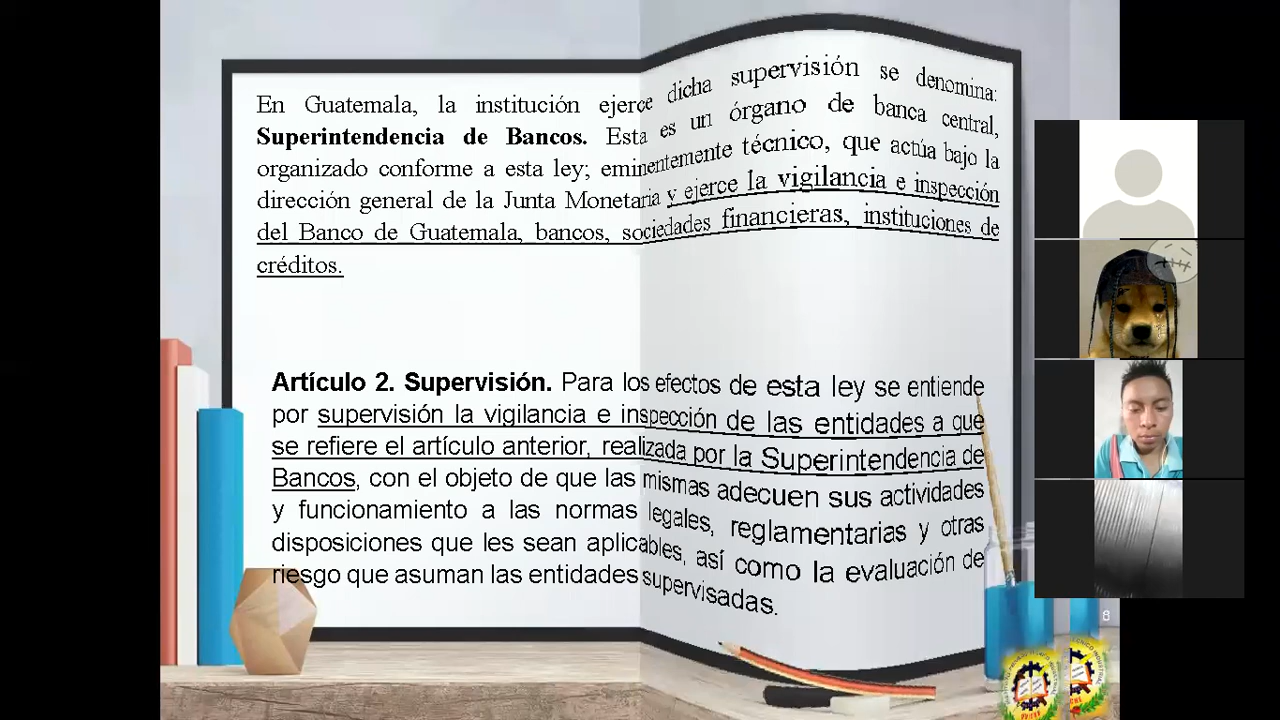 En Guatemala, la institución ejerce dicha supervisión se denomina:
Superintendencia de Bancos. Esta es un órgano de banca central,
organizado conforme a esta ley; eminentemente técnico, que actúa bajo la
dirección general de la Junta Monetaria y ejerce la vigilancia e inspección
del Banco de Guatemala, bancos, sociedades financieras, instituciones de
créditos.
Artículo 2. Supervisión. Para los efectos de esta ley se entiende
por supervisión la vigilancia e inspección de las entidades a que
se refiere el artículo anterior, realizada por la Superintendencia de
Bancos, con el objeto de que las mismas adecuen sus actividades
y funcionamiento a las normas legales, reglamentarias y otras
disposiciones que les sean aplicables, así como la evaluación de
riesgo que asuman las entidades supervisadas.
8